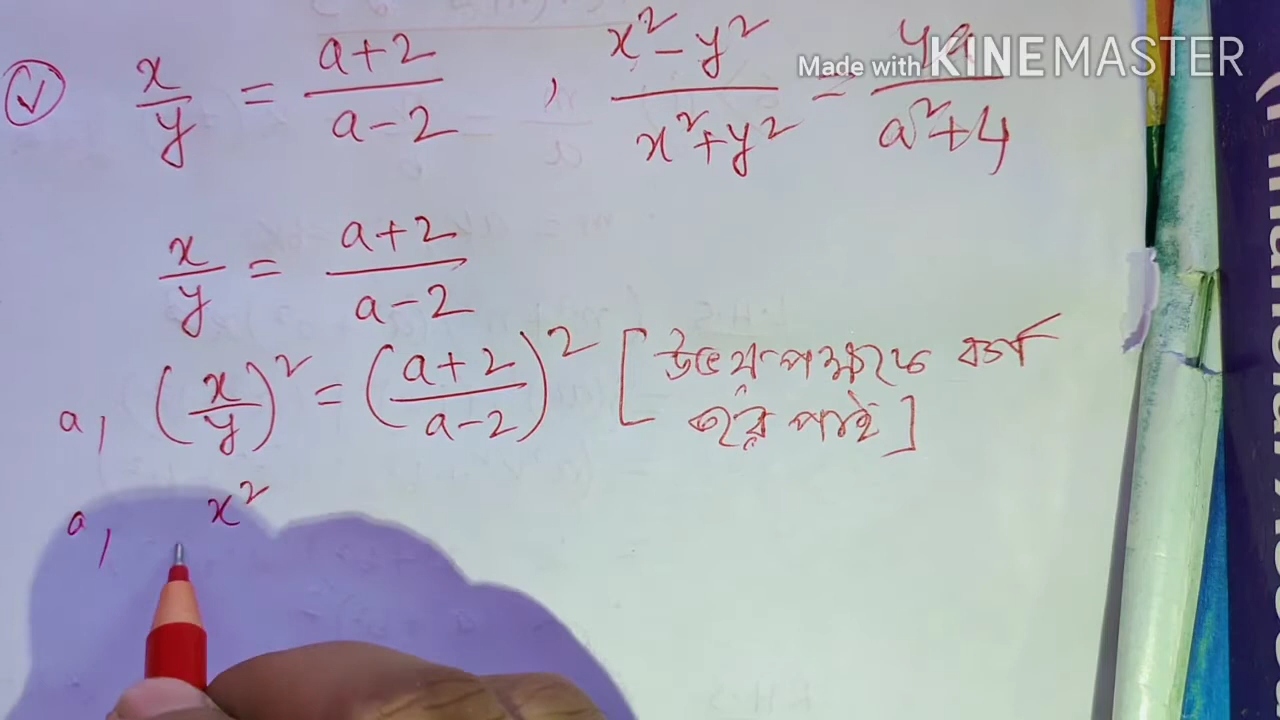 Made with KINEMASTER
(v) x/y = (a+2)/(a-2) , (x²-y²)/(x²+y²) = 4a/(a²+4)
x/y = (a+2)/(a-2)
a, (x/y)² = ((a+2)/(a-2))² [উভয়পক্ষকে বর্গ
করে পাই]
a, x²